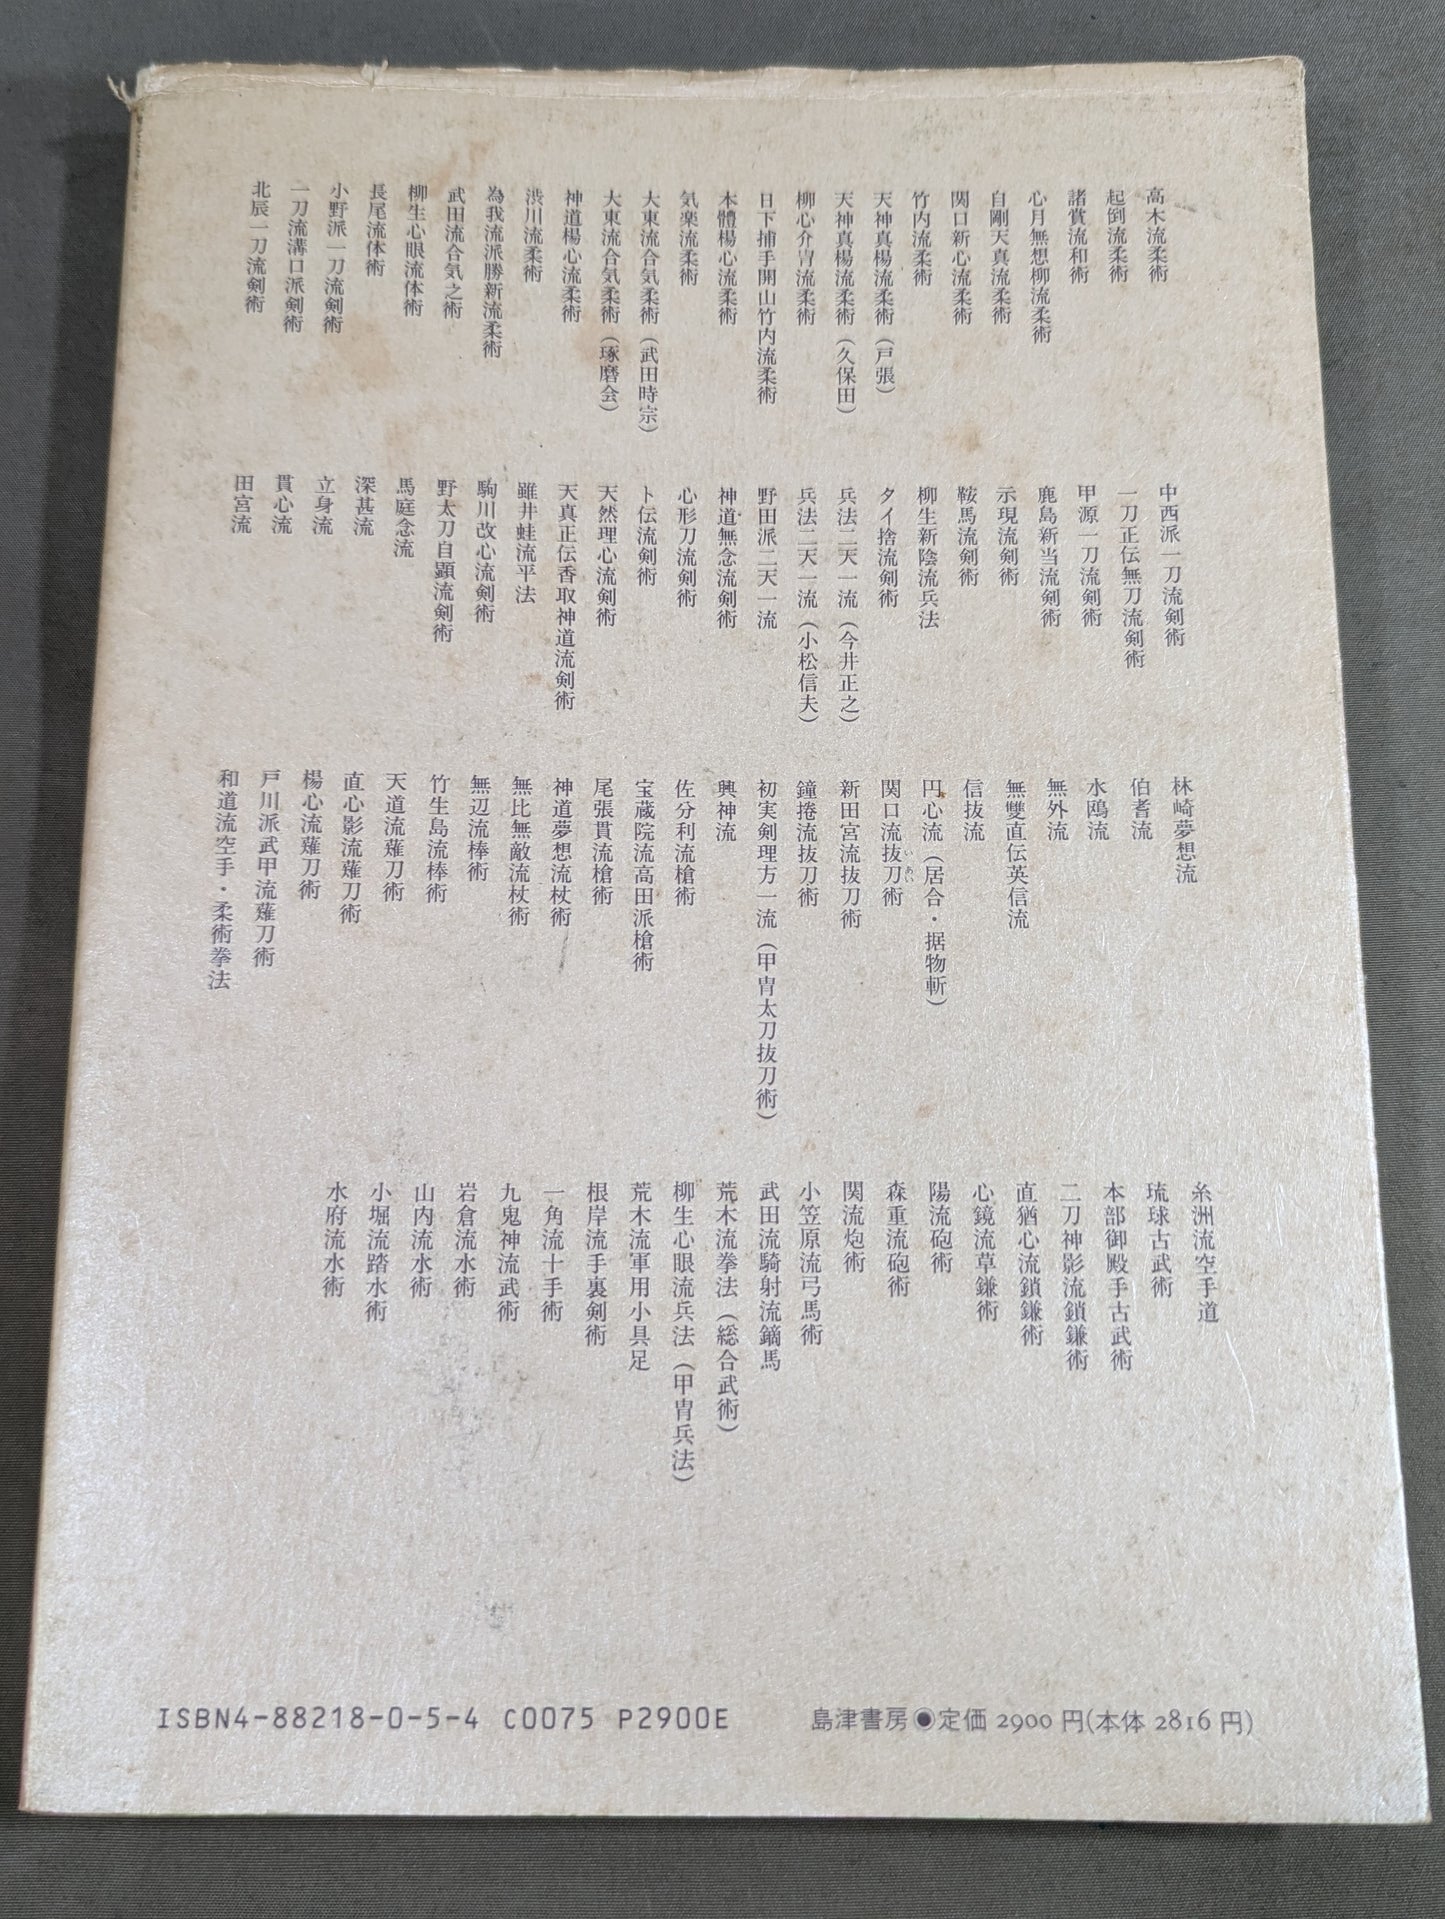 高木流柔術
起倒流柔術
諸賞流和術
心月無想柳流柔術
自剛天真流柔術
関口新心流柔術
竹内流柔術
天神真楊流柔術（戸張）
天神真楊流柔術（久保田）
柳心介冑流柔術
日下捕手開山竹内流柔術
本體楊心流柔術
気楽流柔術
大東流合気柔術（武田時宗）
大東流合気柔術（琢磨会）
神道楊心流柔術
渋川流柔術
為我流派勝新流柔術
武田流合気之術
柳生心眼流体術
長尾流体術
小野派一刀流剣術
一刀流溝口派剣術
北辰一刀流剣術
中西派一刀流剣術
一刀正伝無刀流剣術
甲源一刀流剣術
鹿島新当流剣術
示現流剣術
鞍馬流剣術
柳生新陰流兵法
タイ捨流剣術
兵法二天一流（今井正之）
兵法二天一流（小松信夫）
野田派二天一流
神道無念流剣術
心形刀流剣術
卜伝流剣術
天然理心流剣術
天真正伝香取神道流剣術
雖井蛙流平法
駒川改心流剣術
野太刀自顕流剣術
馬庭念流
深甚流
立身流
貫心流
田宮流
林崎夢想流
伯耆流
水鴎流
無外流
無雙直伝英信流
信抜流
円心流（居合・据物斬）
関口流抜刀術
いあい
新田宮流抜刀術
鐘捲流抜刀術
初実剣理方一流（甲冑太刀抜刀術）
興神流
佐分利流槍術
宝蔵院流高田派槍術
尾張貫流槍術
神道夢想流杖術
無比無敵流杖術
無辺流棒術
竹生島流棒術
天道流薙刀術
直心影流薙刀術
楊心流薙刀術
戸川派武甲流薙刀術
和道流空手・柔術拳法
糸洲流空手道
琉球古武術
本部御殿手古武術
二刀神影流鎖鎌術
直猶心流鎖鎌術
心鏡流草鎌術
陽流砲術
森重流砲術
関流炮術
小笠原流弓馬術
武田流騎射流鏑馬
荒木流拳法（総合武術）
柳生心眼流兵法（甲冑兵法）
荒木流軍用小具足
根岸流手裏剣術
一角流十手術
九鬼神流武術
岩倉流水術
山内流水術
小堀流踏水術
水府流水術
ISBN4-88218-0-5-4 C0075 P2900E
島津書房◉定価 2900 円(本体 2816 円)